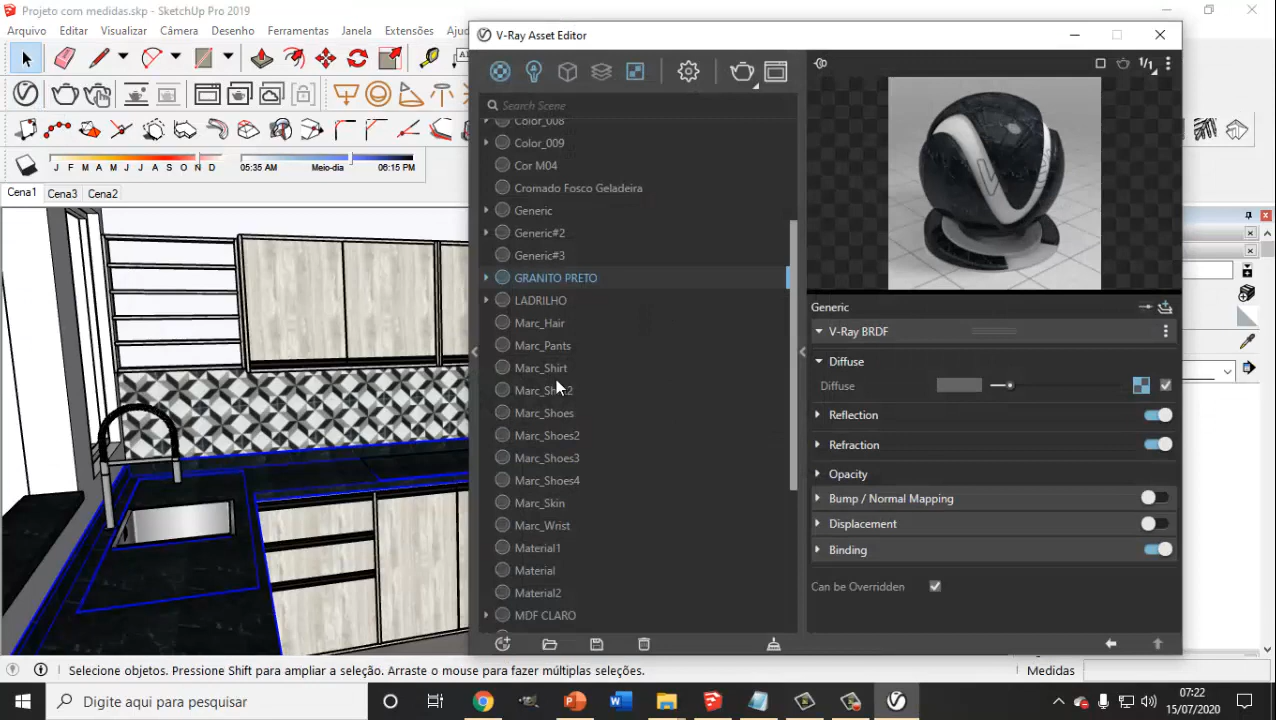 Projeto com medidas.skp - SketchUp Pro 2019
Arquivo Editar Visualizar Câmera Desenho Ferramentas Janela Extensões Aju
V-Ray Asset Editor
1/1
Search Scene
J F M A M J J A S O N D
05:35 AM Meio-dia 06:15 PM
Cena1 Cena3 Cena2
Color_008
Color_009
Cor M04
Cromado Fosco Geladeira
Generic
Generic#2
Generic#3
GRANITO PRETO
LADRILHO
Marc_Hair
Marc_Pants
Marc_Shirt
Marc_Sh
Marc_Shoes
Marc_Shoes2
Marc_Shoes3
Marc_Shoes4
Marc_Skin
Marc_Wrist
Material1
Material
Material2
MDF CLARO
Generic
V-Ray BRDF
Diffuse
Diffuse
Reflection
Refraction
Opacity
Bump / Normal Mapping
Displacement
Binding
Can be Overridden
Selecione objetos. Pressione Shift para ampliar a seleção. Arraste o mouse para fazer múltiplas seleções.
Medidas
Digite aqui para pesquisar
07:22
15/07/2020